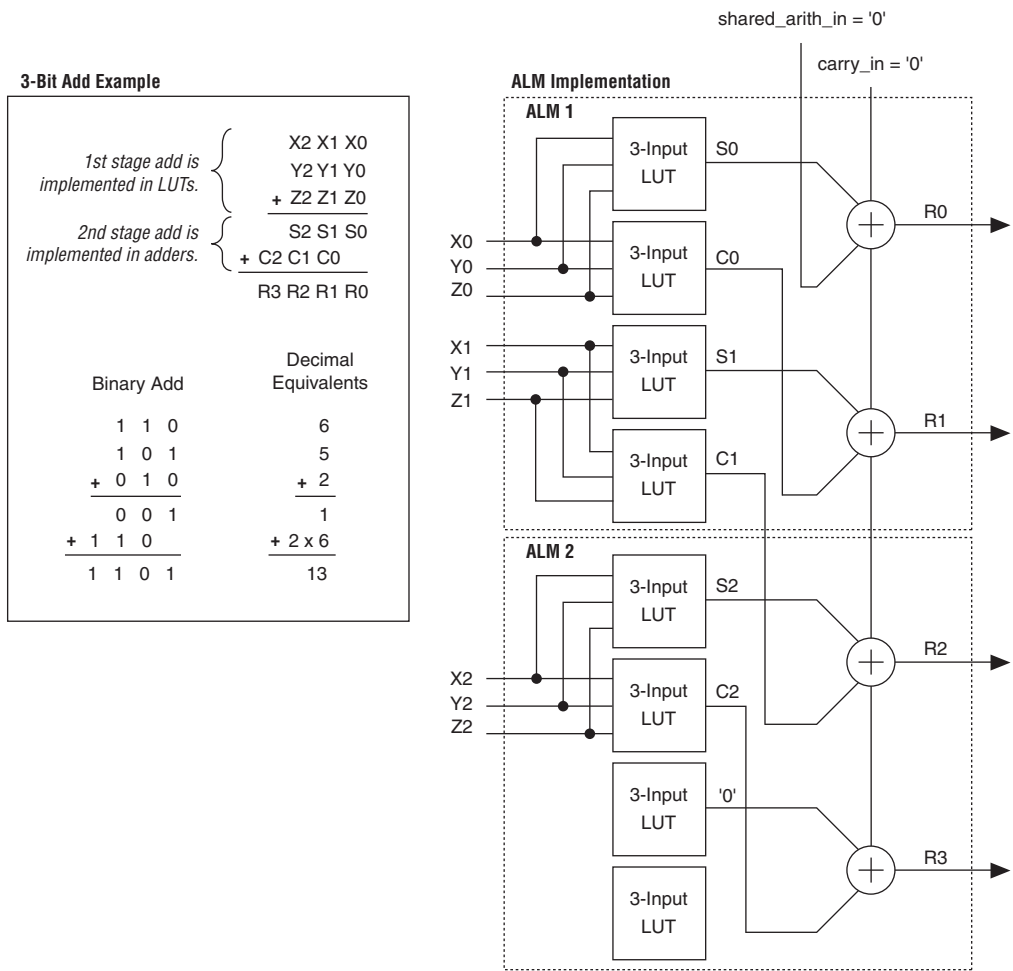 3-Bit Add Example
1st stage add is
implemented in LUTs.
X2 X1 X0
Y2 Y1 Y0
+ Z2 Z1 Z0
2nd stage add is
implemented in adders.
S2 S1 S0
+ C2 C1 C0
R3 R2 R1 R0
Binary Add
1 1 0
1 0 1
+ 0 1 0
0 0 1
+ 1 1 0
1 1 0 1
Decimal
Equivalents
6
5
+ 2
1
+ 2 x 6
13
shared_arith_in = '0'
carry_in = '0'
ALM Implementation
ALM 1
3-Input
LUT
S0
R0
X0
Y0
Z0
3-Input
LUT
C0
X1
Y1
Z1
3-Input
LUT
S1
R1
3-Input
LUT
C1
ALM 2
3-Input
LUT
S2
R2
X2
Y2
Z2
3-Input
LUT
C2
3-Input
LUT
'0'
R3
3-Input
LUT